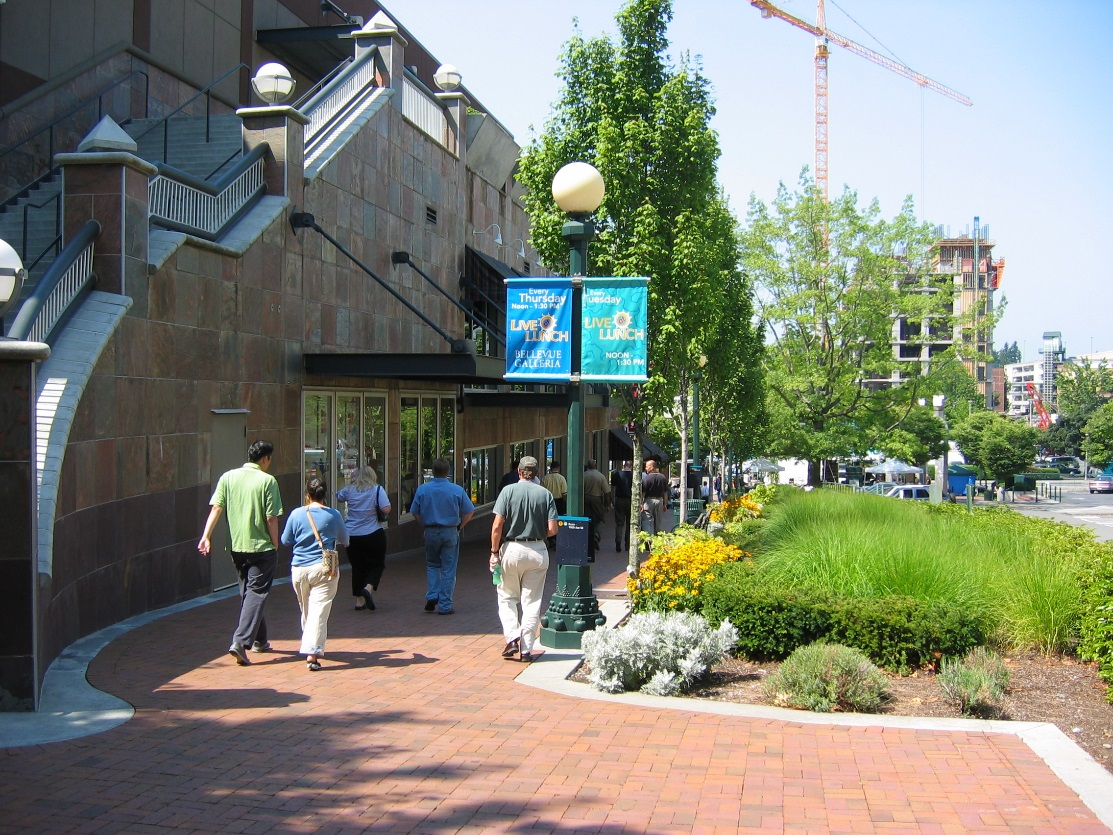 Every
Thursday
Noon - 1:30 PM
LIVE
LUNCH
BELLEVUE
GALLERIA
Every
Tuesday
LIVE
LUNCH
NOON -
1:30 PM